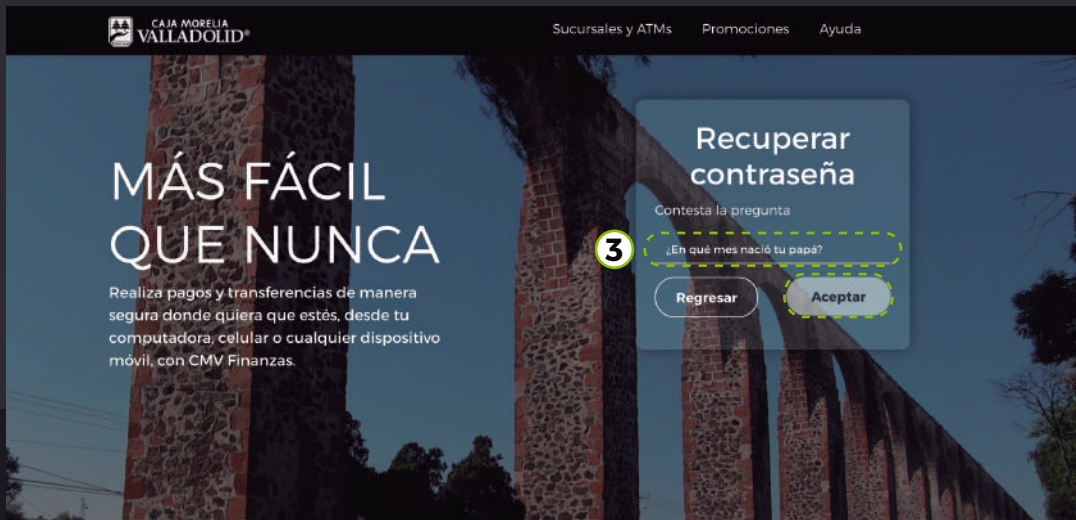 CAJA MORELIA
VALLADOLID®
Sucursales y ATMs Promociones Ayuda
MÁS FÁCIL
QUE NUNCA
Realiza pagos y transferencias de manera
segura donde quiera que estés, desde tu
computadora, celular o cualquier dispositivo
móvil, con CMV Finanzas.
Recuperar
contraseña
Contesta la pregunta
3
¿En qué mes nació tu papá?
Regresar Aceptar